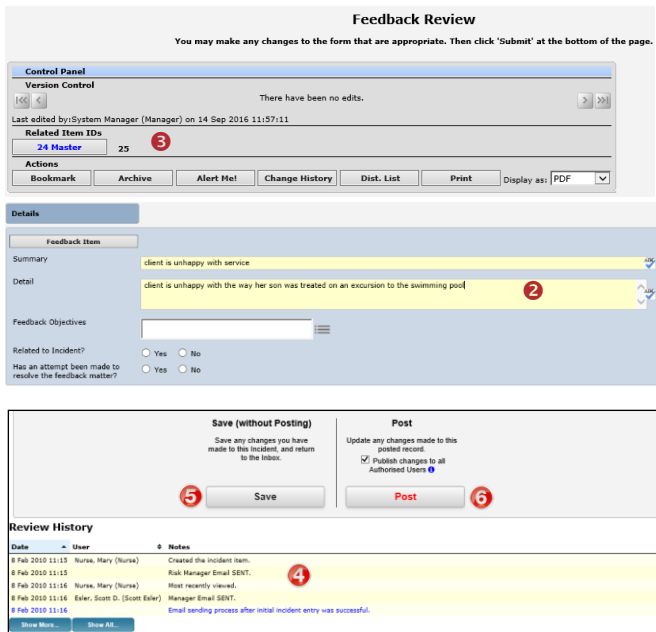 Feedback Review
You may make any changes to the form that are appropriate. Then click 'Submit' at the bottom of the page.
Control Panel
Version Control
There have been no edits.
Last edited by:System Manager (Manager) on 14 Sep 2016 11:57:11
Related Item IDs
24 Master 25 3
Actions
Bookmark Archive Alert Me! Change History Dist. List Print Display as: PDF
Details
Feedback Item
Summary client is unhappy with service ABC
Detail client is unhappy with the way her son was treated on an excursion to the swimming pool 2 ABC
Feedback Objectives
Related to Incident? Yes No
Has an attempt been made to Yes No
resolve the feedback matter?
Save (without Posting) Post
Save any changes you have Update any changes made to this
made to this Incident, and return posted record.
to the Inbox. Publish changes to all
Authorised Users i
5 Save Post 6
Review History
Date User Notes
8 Feb 2010 11:15 Nurse, Mary (Nurse) Created the incident item.
8 Feb 2010 11:15 Risk Manager Email SENT.
4
8 Feb 2010 11:16 Nurse, Mary (Nurse) Most recently viewed.
8 Feb 2010 11:16 Esler, Scott D. (Scott Esler) Manager Email SENT.
8 Feb 2010 11:16 Email sending process after initial incident entry was successful.
Show More... Show All...